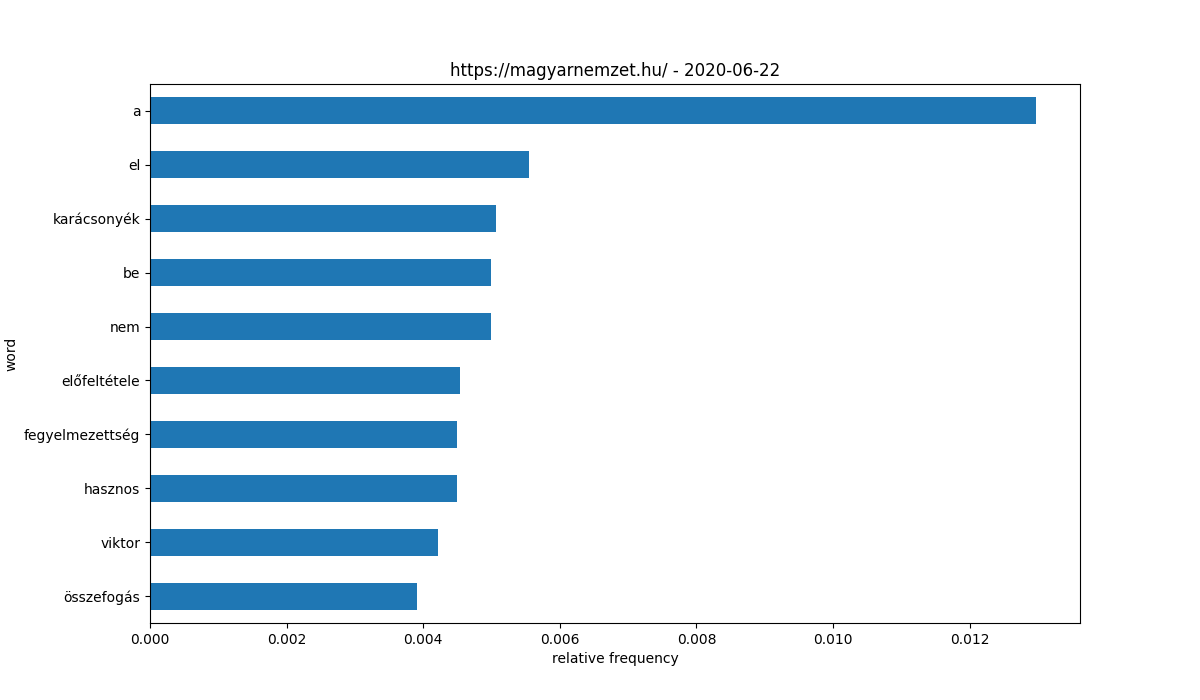 https://magyarnemzet.hu/ - 2020-06-22
a
el
karácsonyék
be
nem
előfeltétele
fegyelmezettség
hasznos
viktor
összefogás
word
0.000 0.002 0.004 0.006 0.008 0.010 0.012
relative frequency